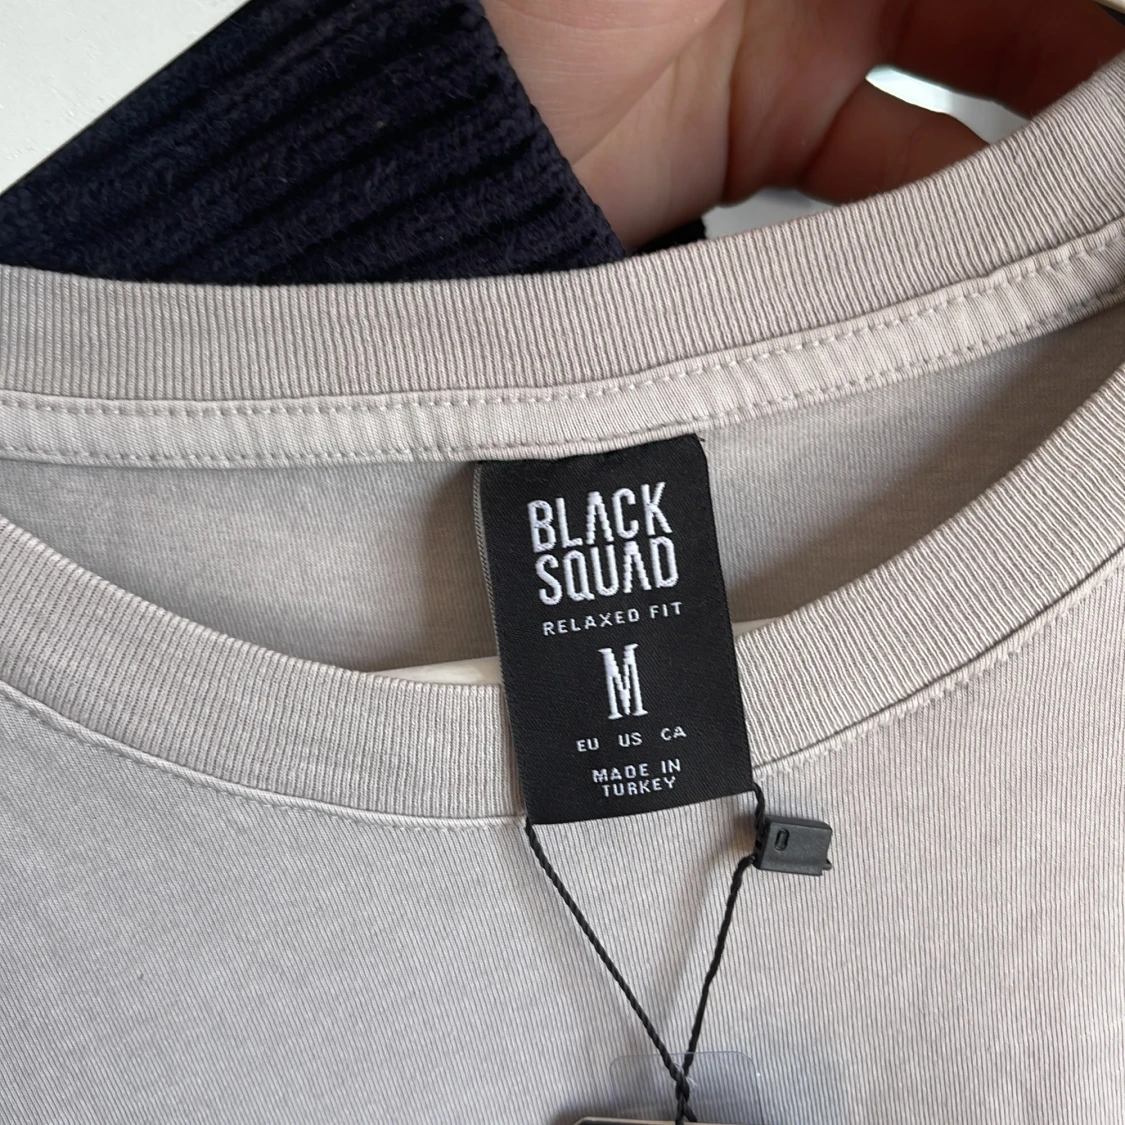 BLACK
SQUAD
RELAXED FIT
M
EU US CA
MADE IN
TURKEY